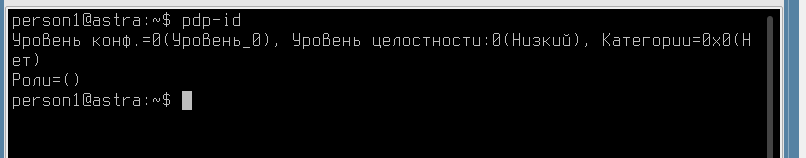 person1@astra:~$ pdp-id
Уровень конф.=0(Уровень_0), Уровень целостности:0(Низкий), Категории=0x0(Н
ет)
Роли=()
person1@astra:~$